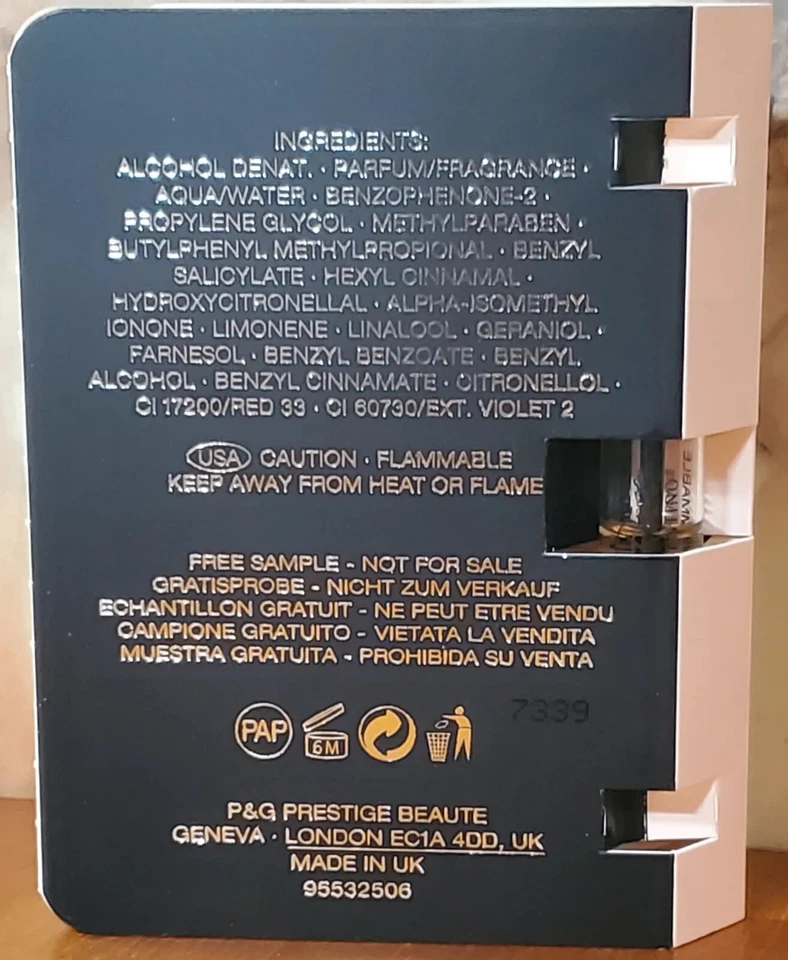 INGREDIENTS:
ALCOHOL DENAT. · PARFUM/FRAGRANCE ·
AQUA/WATER · BENZOPHENONE-2 ·
PROPYLENE GLYCOL · METHYLPARABEN ·
BUTYLPHENYL METHYLPROPIONAL · BENZYL
SALICYLATE · HEXYL CINNAMAL ·
HYDROXYCITRONELLAL · ALPHA-ISOMETHYL
IONONE · LIMONENE · LINALOOL · GERANIOL ·
FARNESOL · BENZYL BENZOATE · BENZYL
ALCOHOL · BENZYL CINNAMATE · CITRONELLOL ·
CI 17200/RED 33 · CI 60730/EXT. VIOLET 2
USA CAUTION · FLAMMABLE
KEEP AWAY FROM HEAT OR FLAME
FREE SAMPLE - NOT FOR SALE
GRATISPROBE - NICHT ZUM VERKAUF
ECHANTILLON GRATUIT - NE PEUT ETRE VENDU
CAMPIONE GRATUITO - VIETATA LA VENDITA
MUESTRA GRATUITA - PROHIBIDA SU VENTA
7339
PAP 6M
P&G PRESTIGE BEAUTE
GENEVA · LONDON EC1A 4DD, UK
MADE IN UK
95532506